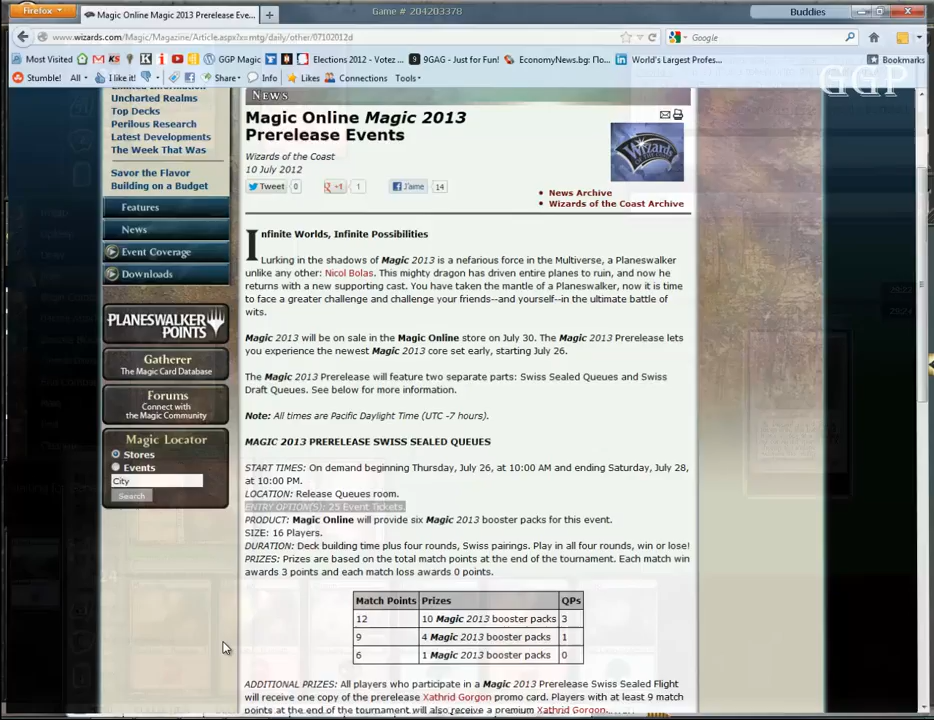 Firefox
Magic Online Magic 2013 Prerelease Eve...
Game # 204203378
Buddies
www.wizards.com/Magic/Magazine/Article.aspx?x=mtg/daily/other/07102012d
Google
Most Visited
GGP Magic
Elections 2012 - Votez ...
9GAG - Just for Fun!
EconomyNews.bg: По...
World's Largest Profes...
Bookmarks
Stumble!
All
I like it!
Share
Info
Likes
Connections
Tools
GGP
Uncharted Realms
Top Decks
Perilous Research
Latest Developments
The Week That Was
Savor the Flavor
Building on a Budget
Features
News
Event Coverage
Downloads
PLANESWALKER
POINTS
Gatherer
The Magic Card Database
Forums
Connect with
the Magic Community
Magic Locator
Stores
Events
City
Search
NEWS
Magic Online Magic 2013
Prerelease Events
Wizards of the Coast
10 July 2012
Tweet 0
+1 1
J'aime 14
Wizards
• News Archive
• Wizards of the Coast Archive
Infinite Worlds, Infinite Possibilities
Lurking in the shadows of Magic 2013 is a nefarious force in the Multiverse, a Planeswalker
unlike any other: Nicol Bolas. This mighty dragon has driven entire planes to ruin, and now he
returns with a new supporting cast. You have taken the mantle of a Planeswalker, now it is time
to face a greater challenge and challenge your friends--and yourself--in the ultimate battle of
wits.
Magic 2013 will be on sale in the Magic Online store on July 30. The Magic 2013 Prerelease lets
you experience the newest Magic 2013 core set early, starting July 26.
The Magic 2013 Prerelease will feature two separate parts: Swiss Sealed Queues and Swiss
Draft Queues. See below for more information.
Note: All times are Pacific Daylight Time (UTC -7 hours).
MAGIC 2013 PRERELEASE SWISS SEALED QUEUES
START TIMES: On demand beginning Thursday, July 26, at 10:00 AM and ending Saturday, July 28,
at 10:00 PM.
LOCATION: Release Queues room.
ENTRY OPTION(S): 25 Event Tickets.
PRODUCT: Magic Online will provide six Magic 2013 booster packs for this event.
SIZE: 16 Players.
DURATION: Deck building time plus four rounds, Swiss pairings. Play in all four rounds, win or lose!
PRIZES: Prizes are based on the total match points at the end of the tournament. Each match win
awards 3 points and each match loss awards 0 points.
Match Points Prizes QPs
12 10 Magic 2013 booster packs 3
9 4 Magic 2013 booster packs 1
6 1 Magic 2013 booster packs 0
ADDITIONAL PRIZES: All players who participate in a Magic 2013 Prerelease Swiss Sealed Flight
will receive one copy of the prerelease Xathrid Gorgon promo card. Players with at least 9 match
points at the end of the tournament will also receive a premium Xathrid Gorgon.